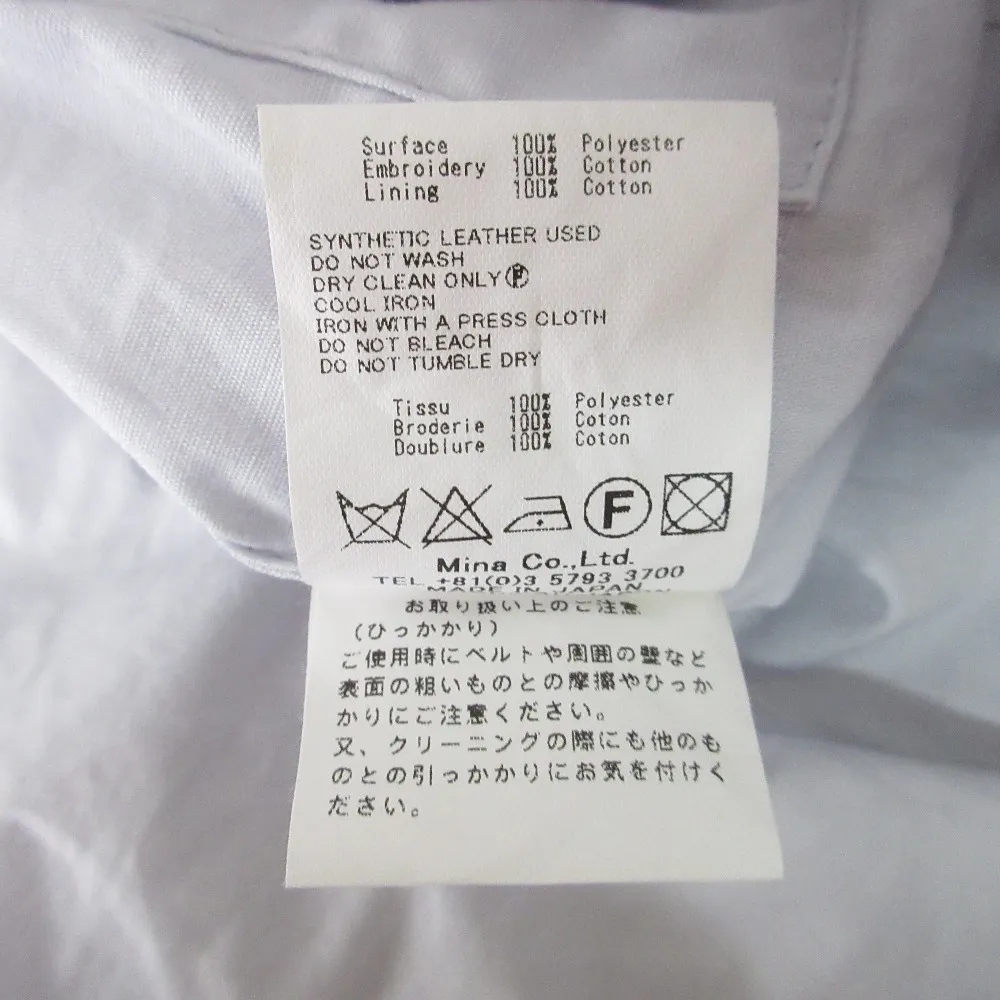 Surface 100% Polyester
Embroidery 100% Cotton
Lining 100% Cotton
SYNTHETIC LEATHER USED
DO NOT WASH
DRY CLEAN ONLY Ⓕ
COOL IRON
IRON WITH A PRESS CLOTH
DO NOT BLEACH
DO NOT TUMBLE DRY
Tissu 100% Polyester
Broderie 100% Coton
Doublure 100% Coton
F
Mina Co.,Ltd.
TEL +81(0)3 5793 3700
MADE IN JAPAN
お取り扱い上のご注意
(ひっかかり)
ご使用時にベルトや周囲の壁など
表面の粗いものとの摩擦やひっか
かりにご注意ください。
又、クリーニングの際にも他のも
のとの引っかかりにお気を付けく
ださい。